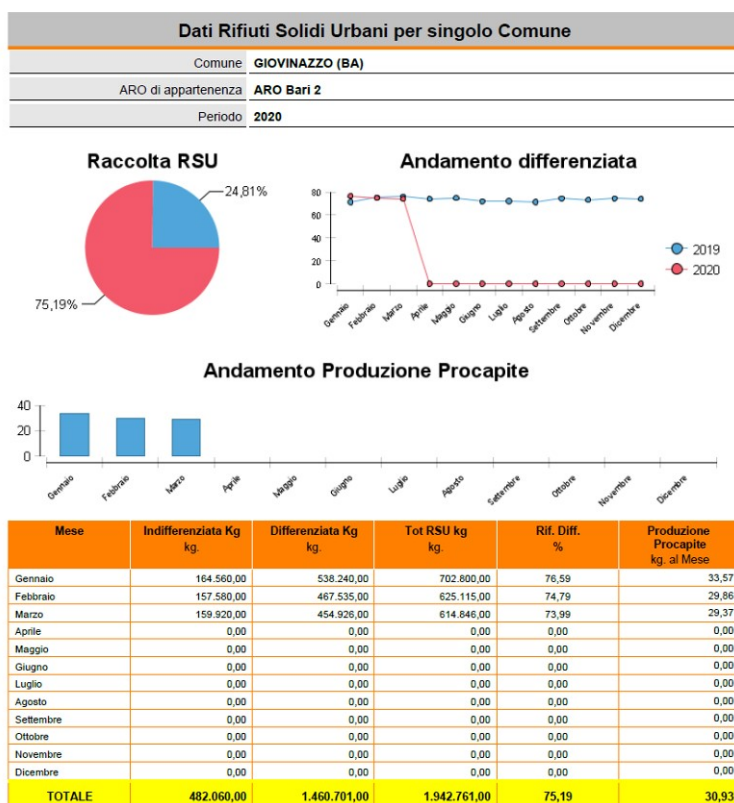 Dati Rifiuti Solidi Urbani per singolo Comune
Comune GIOVINAZZO (BA)
ARO di appartenenza ARO Bari 2
Periodo 2020
Raccolta RSU
24,81%
75,19%
Andamento differenziata
80
60
40
20
0
Gennaio Febbraio Marzo Aprile Maggio Giugno Luglio Agosto Settembre Ottobre Novembre Dicembre
2019
2020
Andamento Produzione Procapite
40
20
0
Gennaio Febbraio Marzo Aprile Maggio Giugno Luglio Agosto Settembre Ottobre Novembre Dicembre
Mese Indifferenziata Kg Differenziata Kg Tot RSU kg Rif. Diff. Produzione
Procapite
kg. kg. kg. % kg. al Mese
Gennaio 164.560,00 538.240,00 702.800,00 76,59 33,57
Febbraio 157.580,00 467.535,00 625.115,00 74,79 29,86
Marzo 159.920,00 454.926,00 614.846,00 73,99 29,37
Aprile 0,00 0,00 0,00 0,00 0,00
Maggio 0,00 0,00 0,00 0,00 0,00
Giugno 0,00 0,00 0,00 0,00 0,00
Luglio 0,00 0,00 0,00 0,00 0,00
Agosto 0,00 0,00 0,00 0,00 0,00
Settembre 0,00 0,00 0,00 0,00 0,00
Ottobre 0,00 0,00 0,00 0,00 0,00
Novembre 0,00 0,00 0,00 0,00 0,00
Dicembre 0,00 0,00 0,00 0,00 0,00
TOTALE 482.060,00 1.460.701,00 1.942.761,00 75,19 30,93